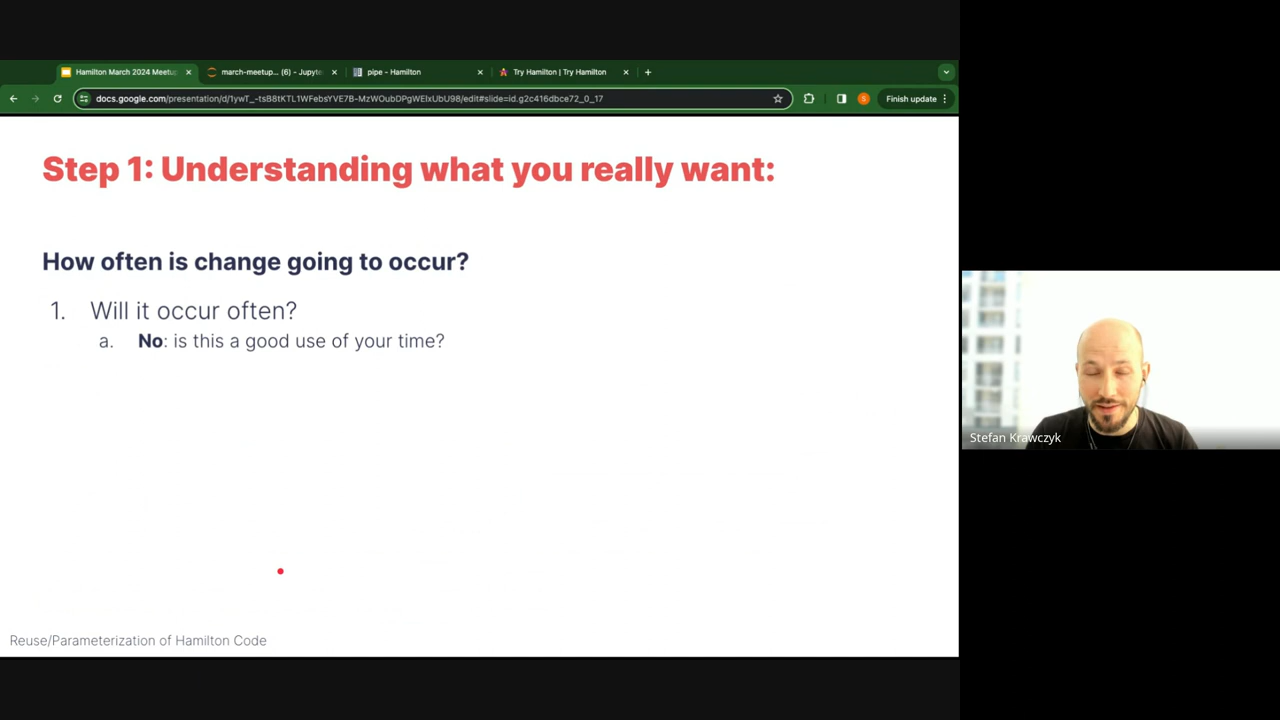 Hamilton March 2024 Meetu
march-meetup... (6) - Jupyte
pipe - Hamilton
Try Hamilton | Try Hamilton
docs.google.com/presentation/d/1ywT_-tsB8tKTL1WFebsYVE7B-MzWOubDPgWElxUbU98/edit#slide=id.g2c416dbce72_0_17
S
Finish update
Step 1: Understanding what you really want:
How often is change going to occur?
1. Will it occur often?
a. No: is this a good use of your time?
Stefan Krawczyk
Reuse/Parameterization of Hamilton Code